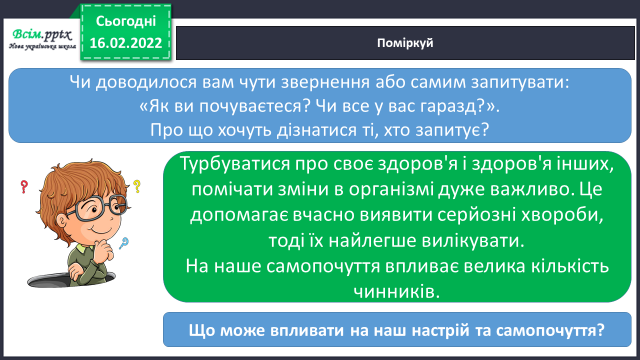 Всім.pptx
Нова українська школа
Сьогодні
16.02.2022
Поміркуй
Чи доводилося вам чути звернення або самим запитувати:
«Як ви почуваєтеся? Чи все у вас гаразд?».
Про що хочуть дізнатися ті, хто запитує?
Турбуватися про своє здоров'я і здоров'я інших,
помічати зміни в організмі дуже важливо. Це
допомагає вчасно виявити серйозні хвороби,
тоді їх найлегше вилікувати.
На наше самопочуття впливає велика кількість
чинників.
Що може впливати на наш настрій та самопочуття?